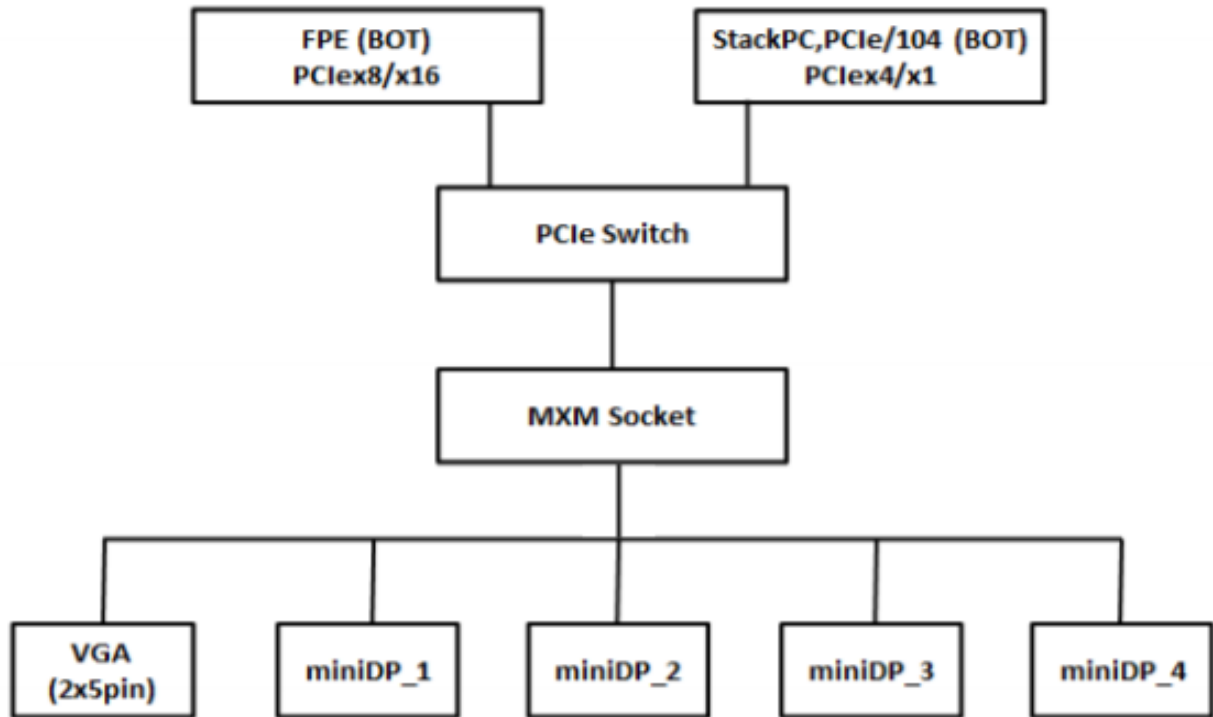 FPE (BOT)
PCIex8/x16
StackPC,PCIe/104 (BOT)
PCIex4/x1
PCIe Switch
MXM Socket
VGA
(2x5pin)
miniDP_1
miniDP_2
miniDP_3
miniDP_4